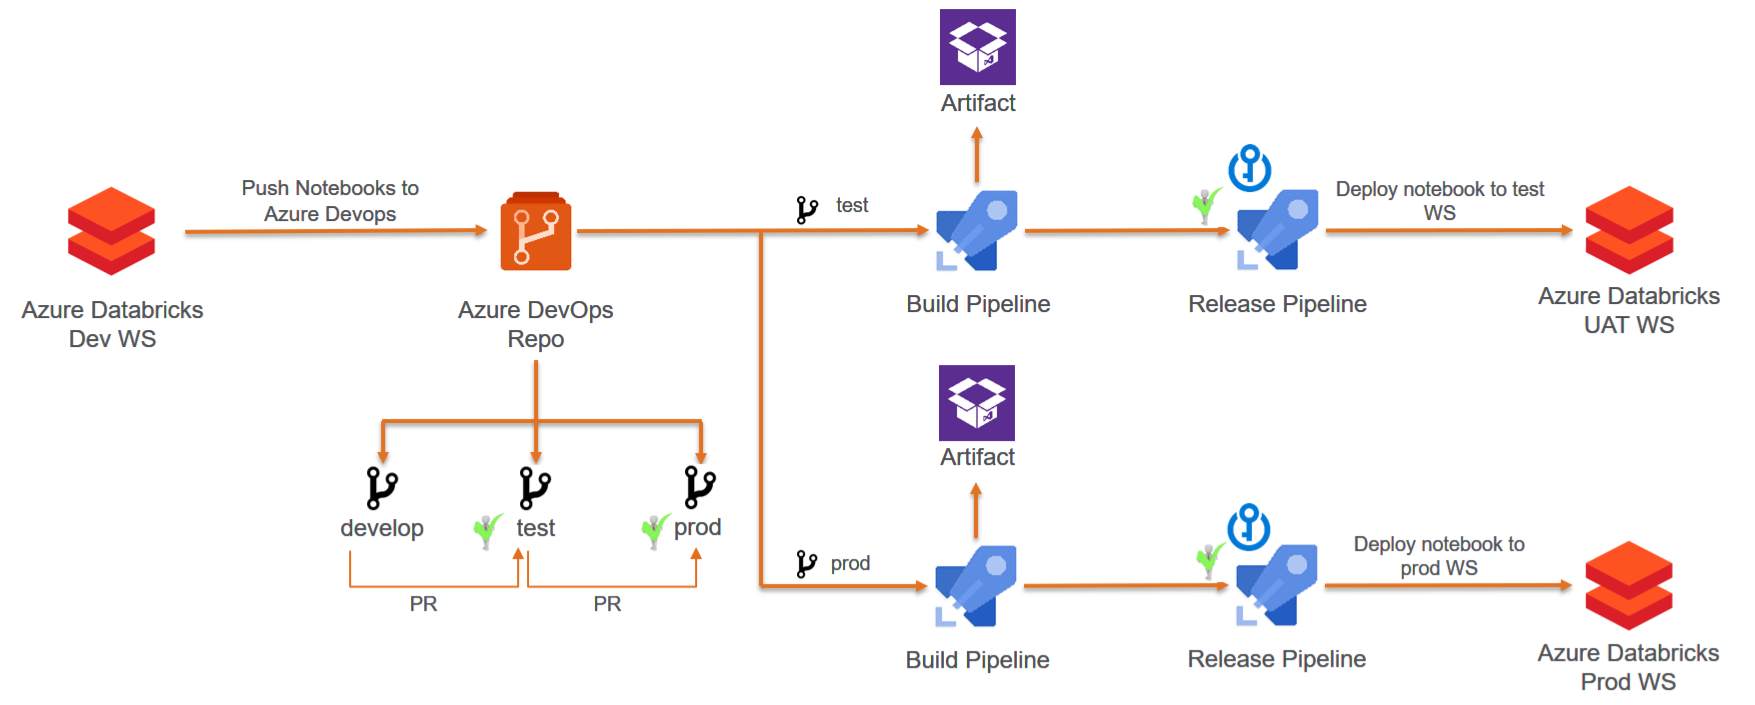 Artifact
Push Notebooks to
Azure Devops
test
Deploy notebook to test
WS
Azure Databricks
Dev WS
Azure DevOps
Repo
Build Pipeline
Release Pipeline
Azure Databricks
UAT WS
Artifact
develop
test
prod
PR
PR
prod
Deploy notebook to
prod WS
Build Pipeline
Release Pipeline
Azure Databricks
Prod WS